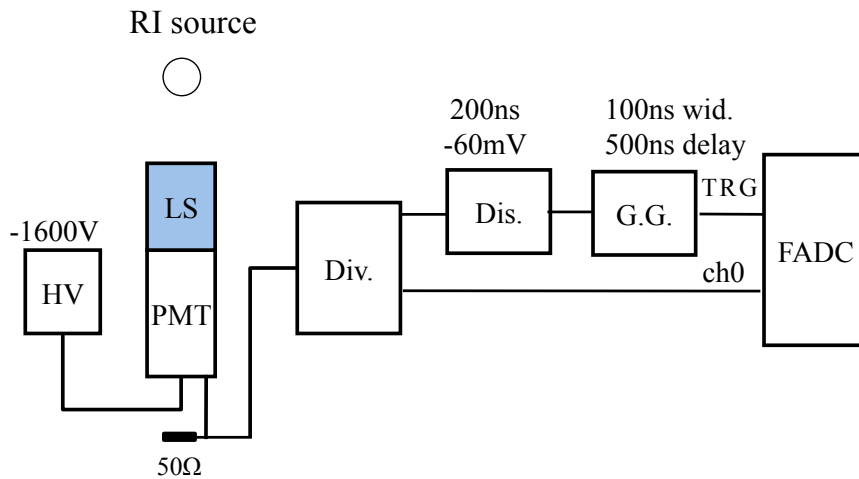 RI source
200ns
-60mV
100ns wid.
500ns delay
TRG
LS
-1600V
Dis.
G.G.
FADC
HV
PMT
Div.
ch0
50Ω